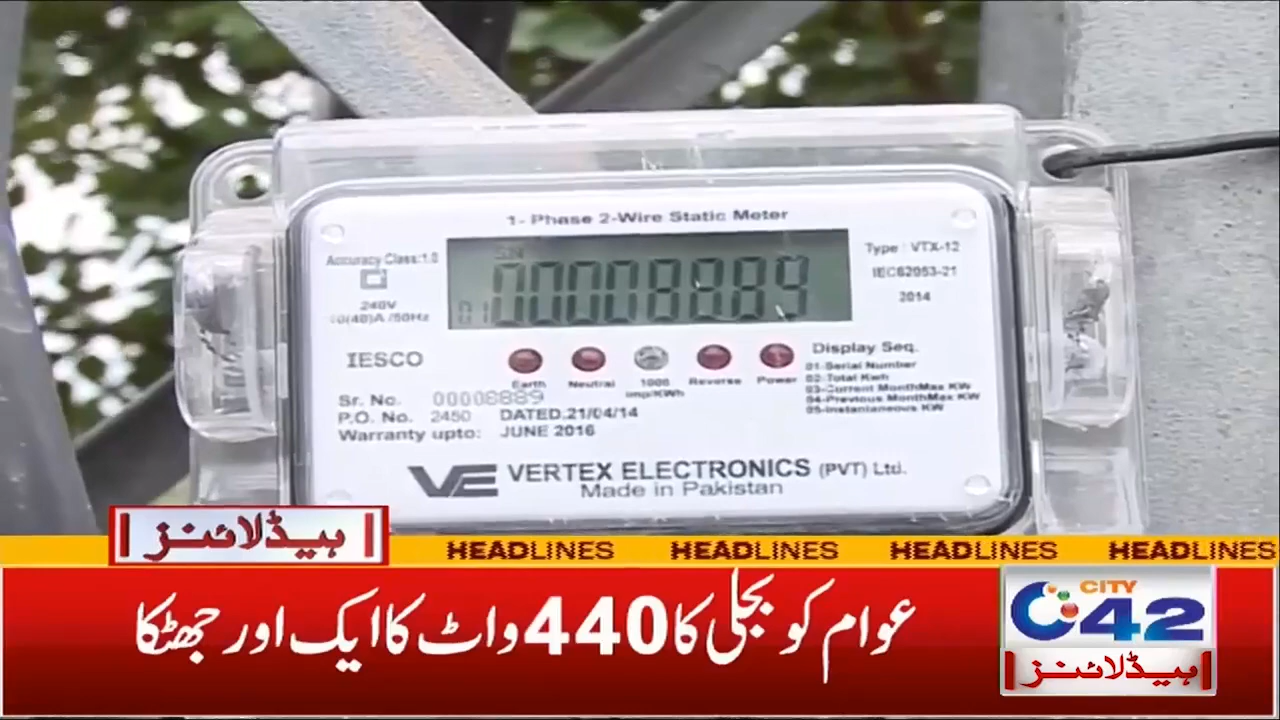 1- Phase 2-Wire Static Meter
Accuracy Class:1.0
240V
10(40)A /50Hz
SN
01 00008889
Type : VTX-12
IEC62053-21
2014
IESCO
Earth Neutral 1000 imp/KWh Reverse Power
Display Seq.
01-Serial Number
02-Total Kwh
03-Current MonthMax KW
04-Previous MonthMax KW
05-Instantaneous KW
Sr. No. 00008889
P.O. No. 2450 DATED.21/04/14
Warranty upto: JUNE 2016
VE VERTEX ELECTRONICS (PVT) Ltd.
Made in Pakistan
ہیڈلائنز
HEADLINES HEADLINES HEADLINES HEADLINES
عوام کو بجلی کا 440 واٹ کا ایک اور جھٹکا
CITY
42
ہیڈلائنز